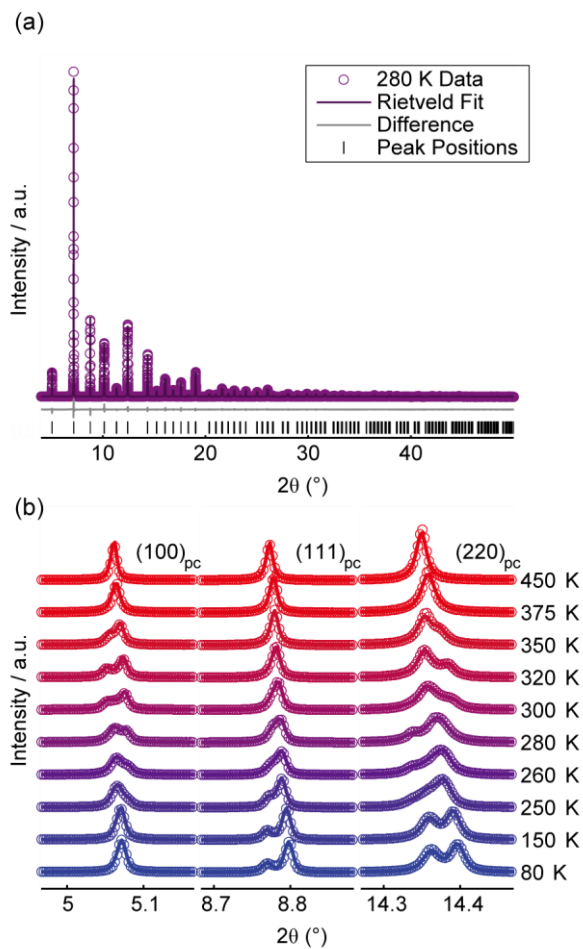 (a)
280 K Data
Rietveld Fit
Difference
Peak Positions
Intensity / a.u.
10 20 30 40
2θ (°)
(b)
(100)pc (111)pc (220)pc
450 K
375 K
350 K
320 K
300 K
280 K
260 K
250 K
150 K
80 K
Intensity / a.u.
5 5.1 8.7 8.8 14.3 14.4
2θ (°)